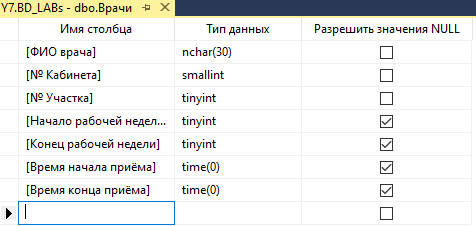 Y7.BD_LABs - dbo.Врачи
Имя столбца Тип данных Разрешить значения NULL
[ФИО врача] nchar(30)
[№ Кабинета] smallint
[№ Участка] tinyint
[Начало рабочей недел... tinyint
[Конец рабочей недели] tinyint
[Время начала приёма] time(0)
[Время конца приёма] time(0)